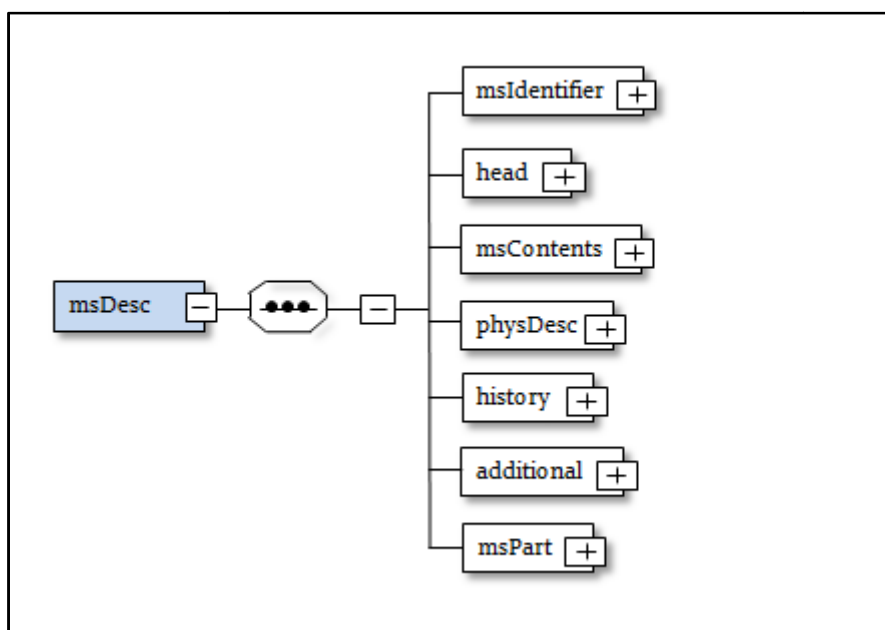 msIdentifier
head
msContents
msDesc
physDesc
history
additional
msPart